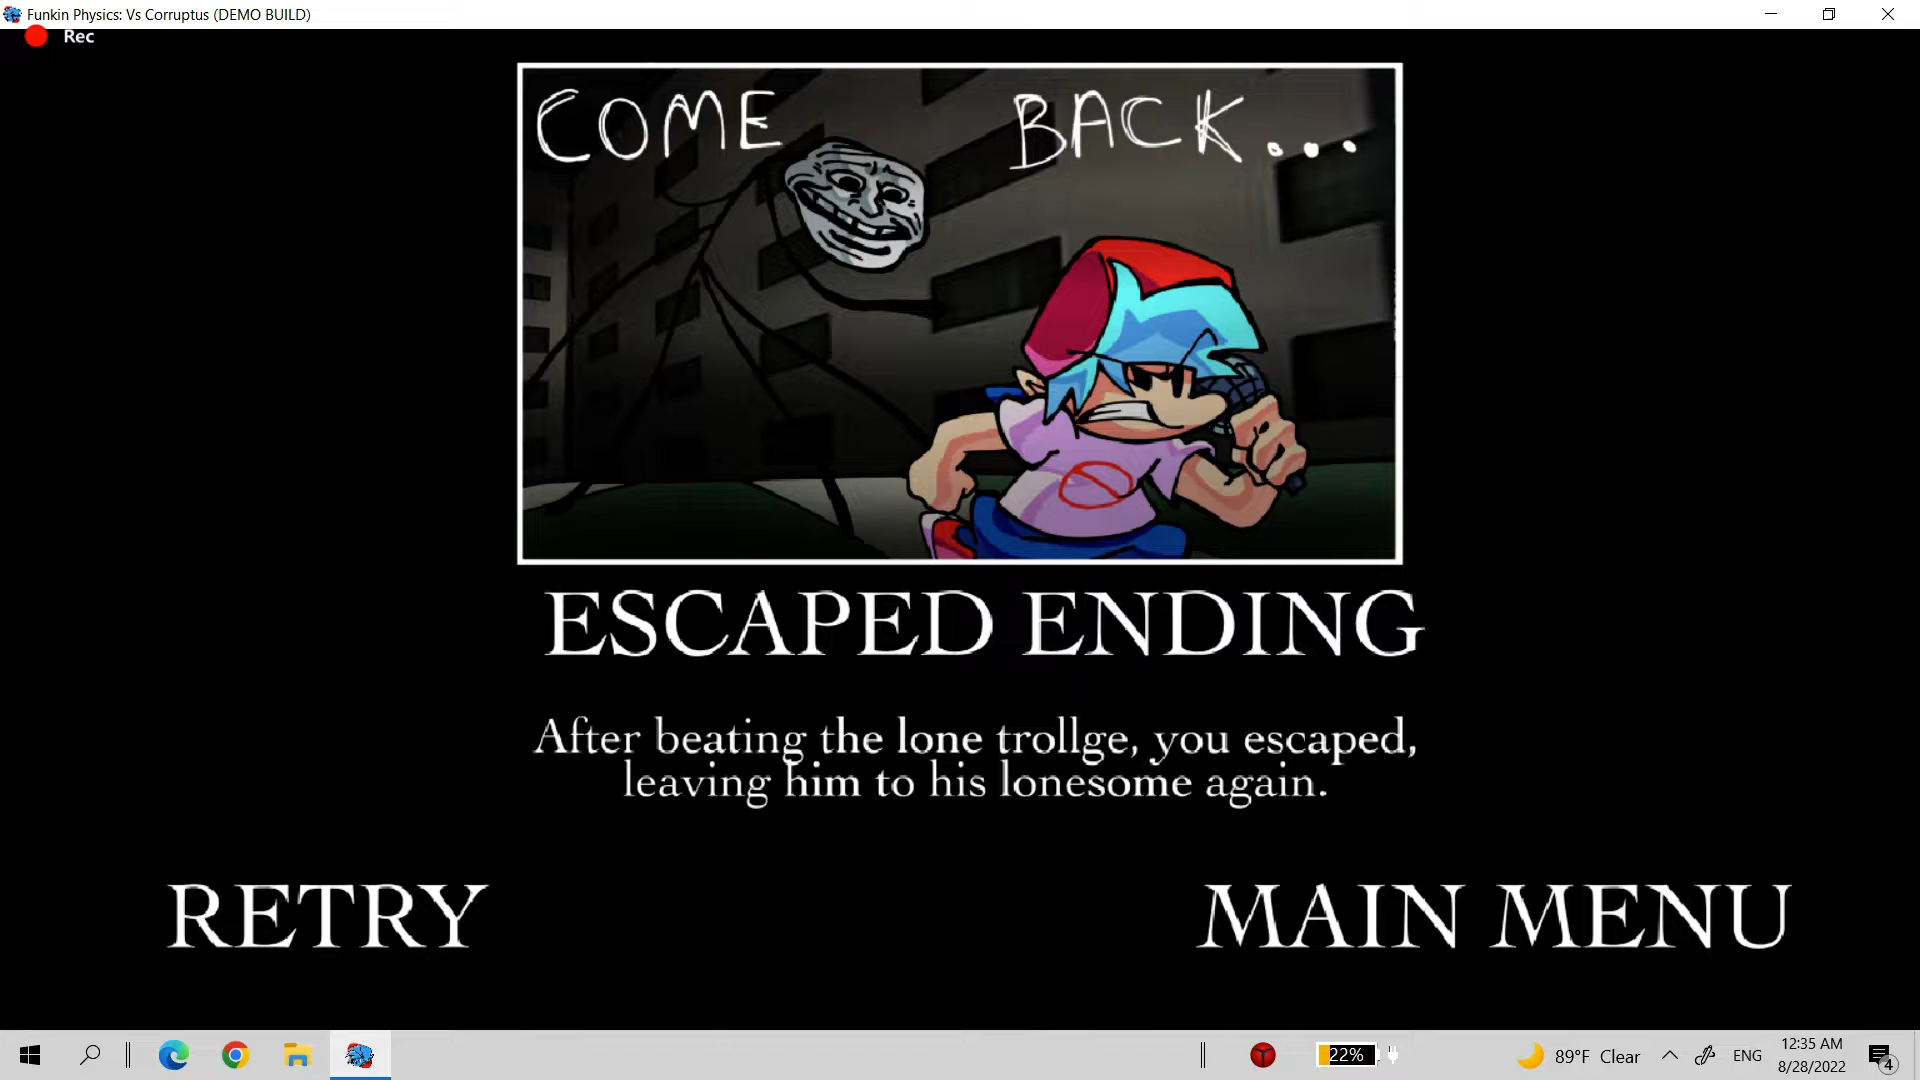 Funkin Physics: Vs Corruptus (DEMO BUILD)
Rec
COME BACK...
ESCAPED ENDING
After beating the lone trollge, you escaped,
leaving him to his lonesome again.
RETRY MAIN MENU
22% 89°F Clear ENG 12:35 AM
8/28/2022 4